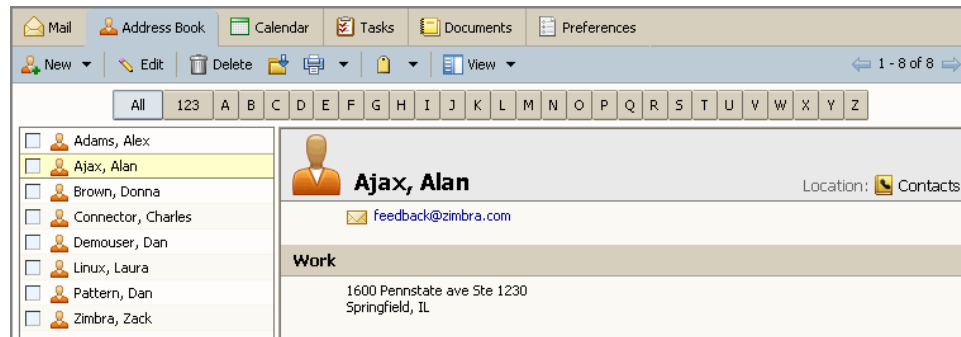 Mail Address Book Calendar Tasks Documents Preferences
New Edit Delete View 1 - 8 of 8
All 123 A B C D E F G H I J K L M N O P Q R S T U V W X Y Z
Adams, Alex
Ajax, Alan
Brown, Donna
Connector, Charles
Demouser, Dan
Linux, Laura
Pattern, Dan
Zimbra, Zack
Ajax, Alan
Location: Contacts
feedback@zimbra.com
Work
1600 Pennstate ave Ste 1230
Springfield, IL